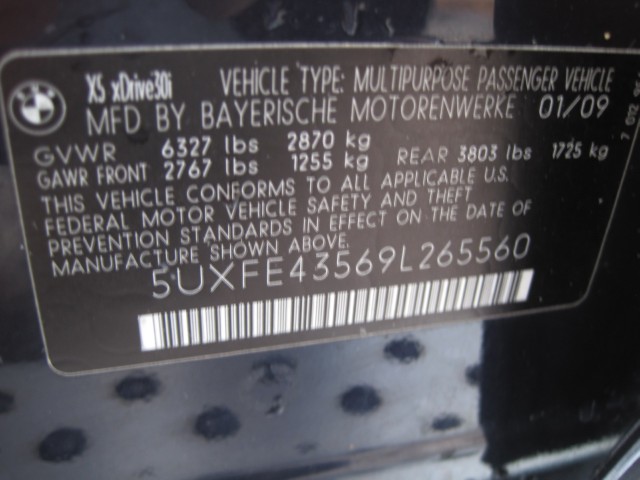 X5 xDrive30i VEHICLE TYPE: MULTIPURPOSE PASSENGER VEHICLE
MFD BY BAYERISCHE MOTORENWERKE 01/09
GVWR 6327 lbs 2870 kg
GAWR FRONT 2767 lbs 1255 kg REAR 3803 lbs 1725 kg
THIS VEHICLE CONFORMS TO ALL APPLICABLE U.S.
FEDERAL MOTOR VEHICLE SAFETY AND THEFT
PREVENTION STANDARDS IN EFFECT ON THE DATE OF
MANUFACTURE SHOWN ABOVE.
5UXFE43569L265560